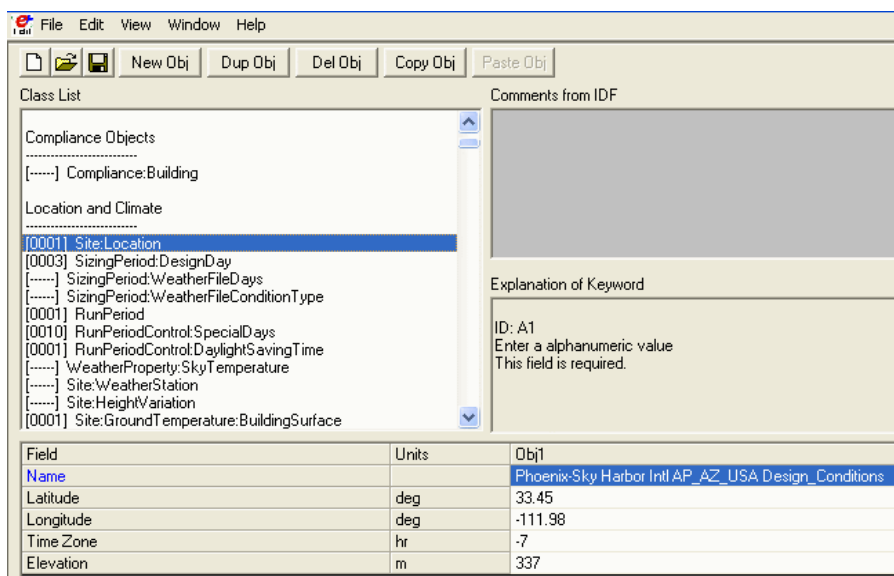 File Edit View Window Help
New Obj Dup Obj Del Obj Copy Obj Paste Obj
Class List
Comments from IDF
Compliance Objects
---------------------------
[------] Compliance:Building
Location and Climate
---------------------------
[0001] Site:Location
[0003] SizingPeriod:DesignDay
[------] SizingPeriod:WeatherFileDays
[------] SizingPeriod:WeatherFileConditionType
[0001] RunPeriod
[0010] RunPeriodControl:SpecialDays
[0001] RunPeriodControl:DaylightSavingTime
[------] WeatherProperty:SkyTemperature
[------] Site:WeatherStation
[------] Site:HeightVariation
[0001] Site:GroundTemperature:BuildingSurface
Explanation of Keyword
ID: A1
Enter a alphanumeric value
This field is required.
Field Units Obj1
Name Phoenix-Sky Harbor Intl AP_AZ_USA Design_Conditions
Latitude deg 33.45
Longitude deg -111.98
Time Zone hr -7
Elevation m 337